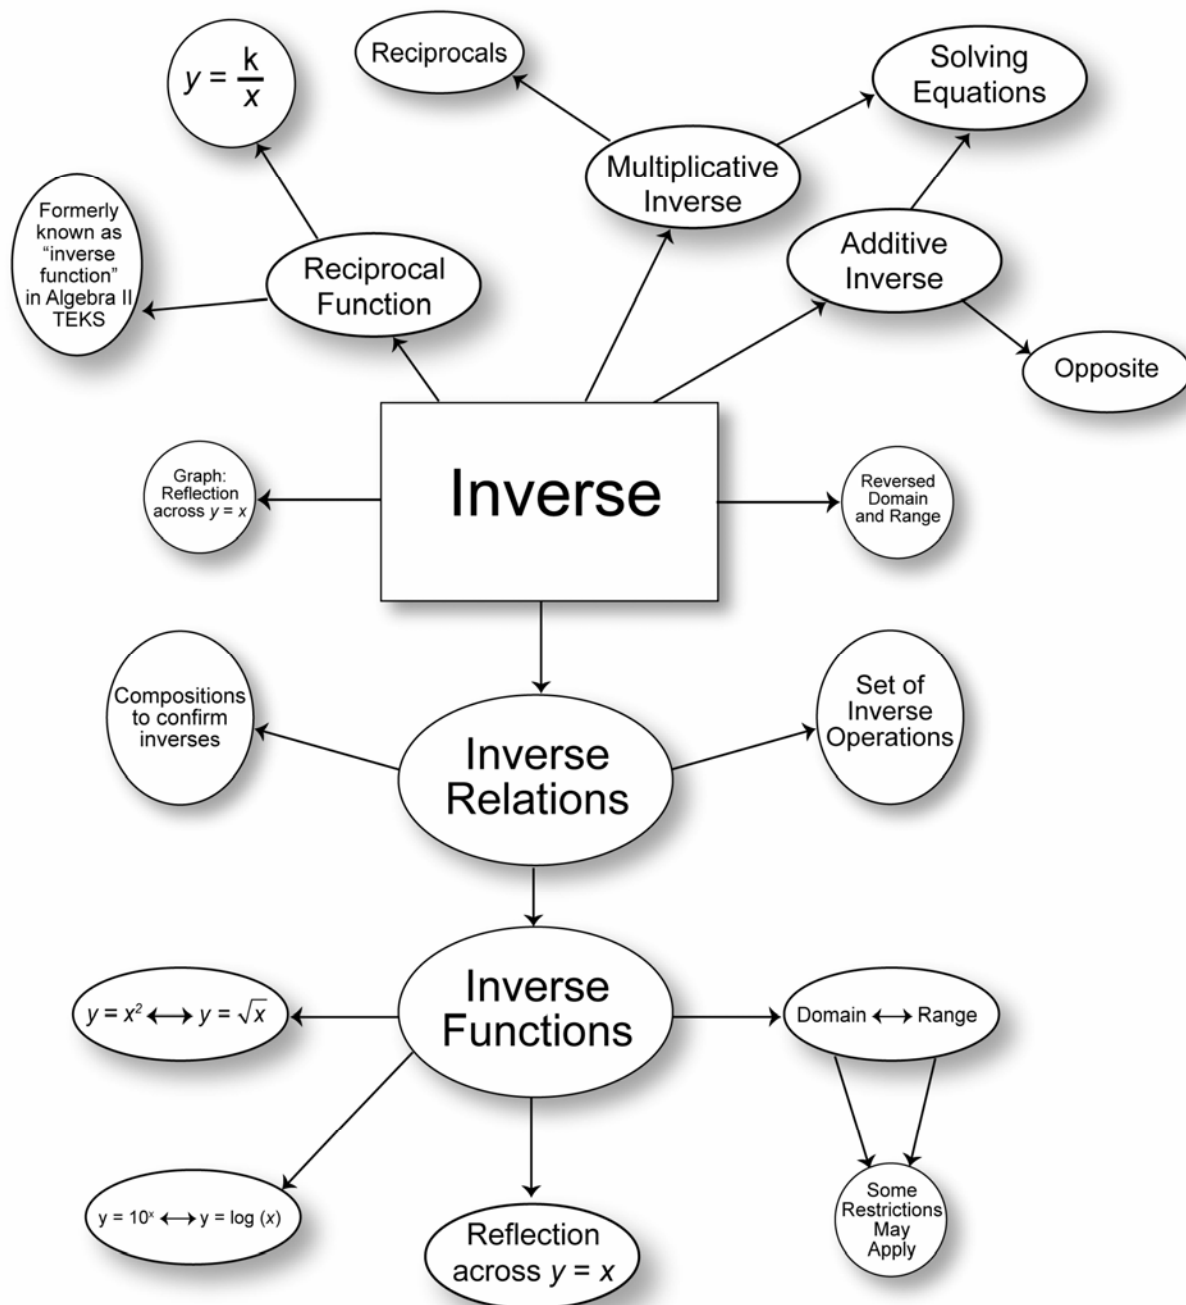 y = k/x
Reciprocals
Solving
Equations
Multiplicative
Inverse
Formerly
known as
“inverse
function”
in Algebra II
TEKS
Reciprocal
Function
Additive
Inverse
Opposite
Graph:
Reflection
across y = x
Inverse
Reversed
Domain
and Range
Compositions
to confirm
inverses
Inverse
Relations
Set of
Inverse
Operations
y = x² ↔ y = √x
Inverse
Functions
Domain ↔ Range
y = 10ˣ ↔ y = log (x)
Reflection
across y = x
Some
Restrictions
May
Apply